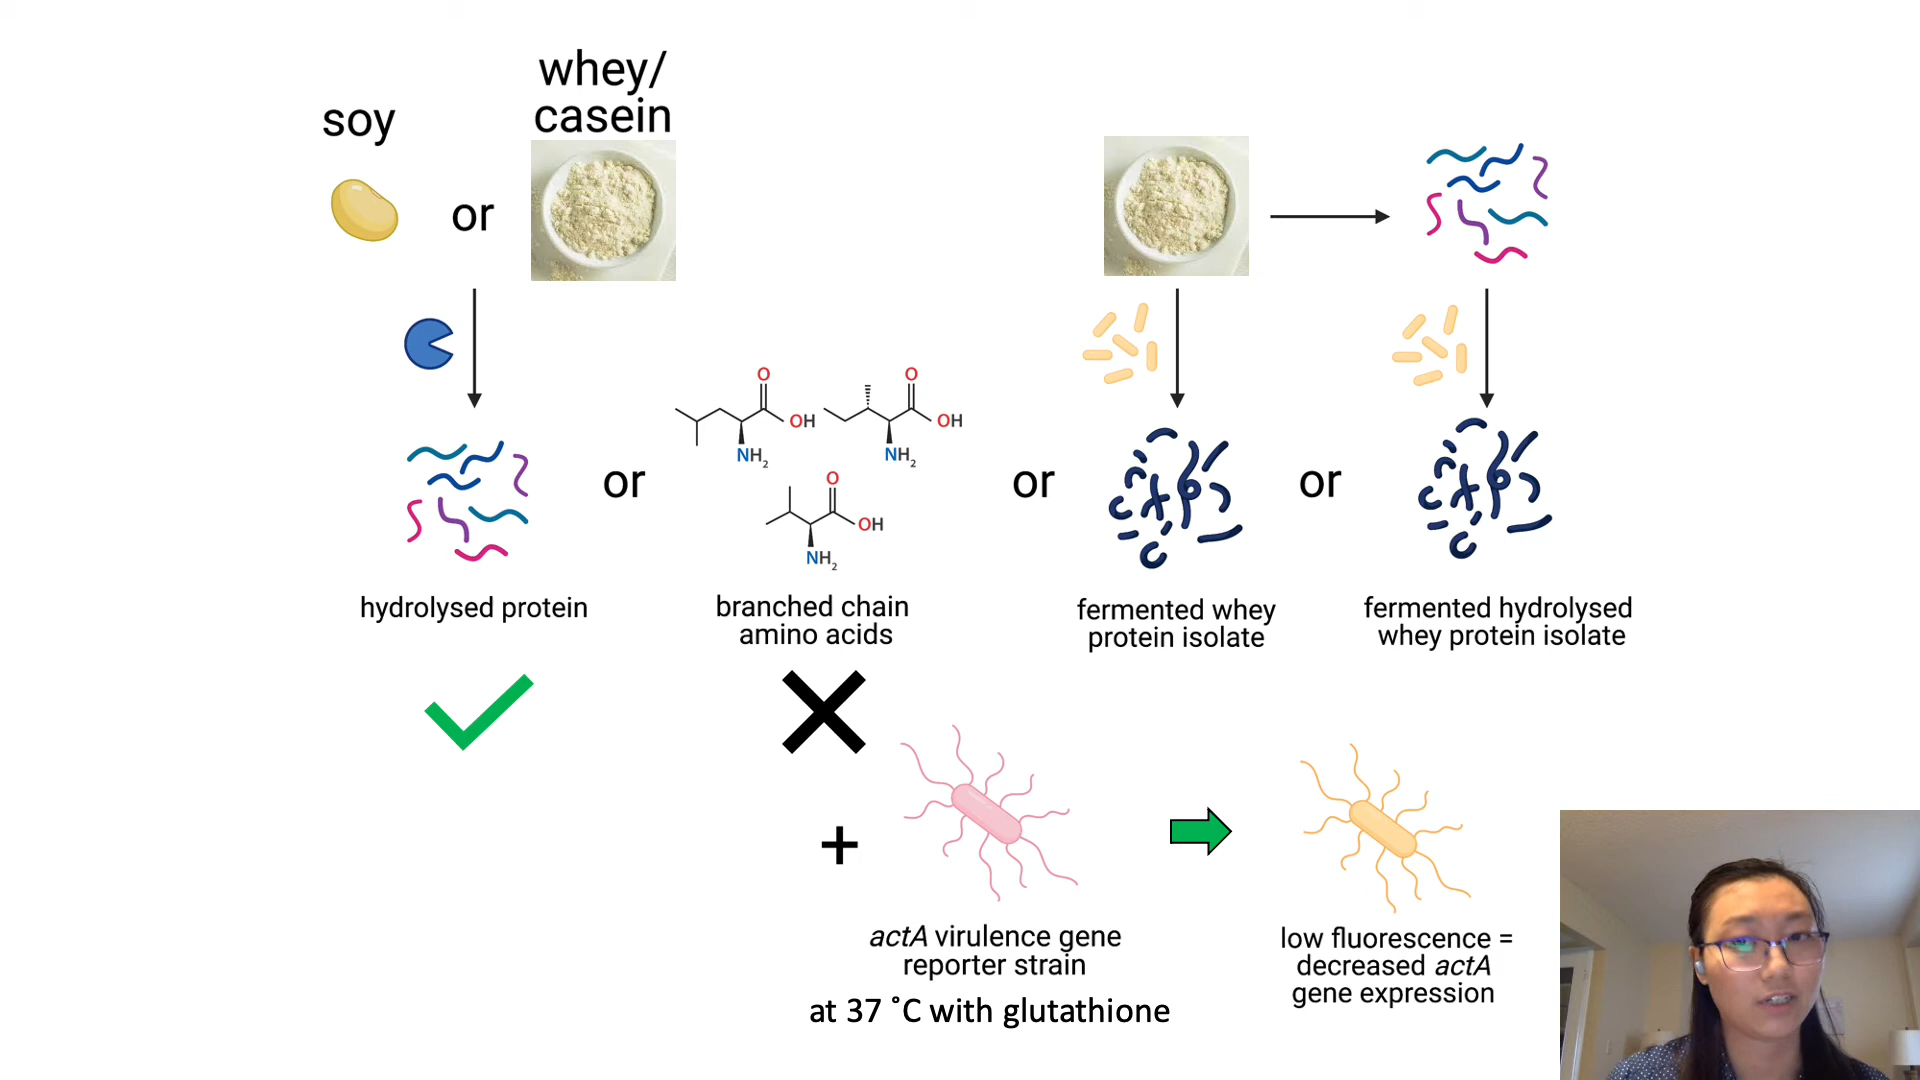 soy
or
whey/
casein
O
OH
NH2
O
OH
NH2
O
OH
NH2
or
or
or
hydrolysed protein
branched chain
amino acids
fermented whey
protein isolate
fermented hydrolysed
whey protein isolate
+
actA virulence gene
reporter strain
at 37 ˚C with glutathione
low fluorescence =
decreased actA
gene expression